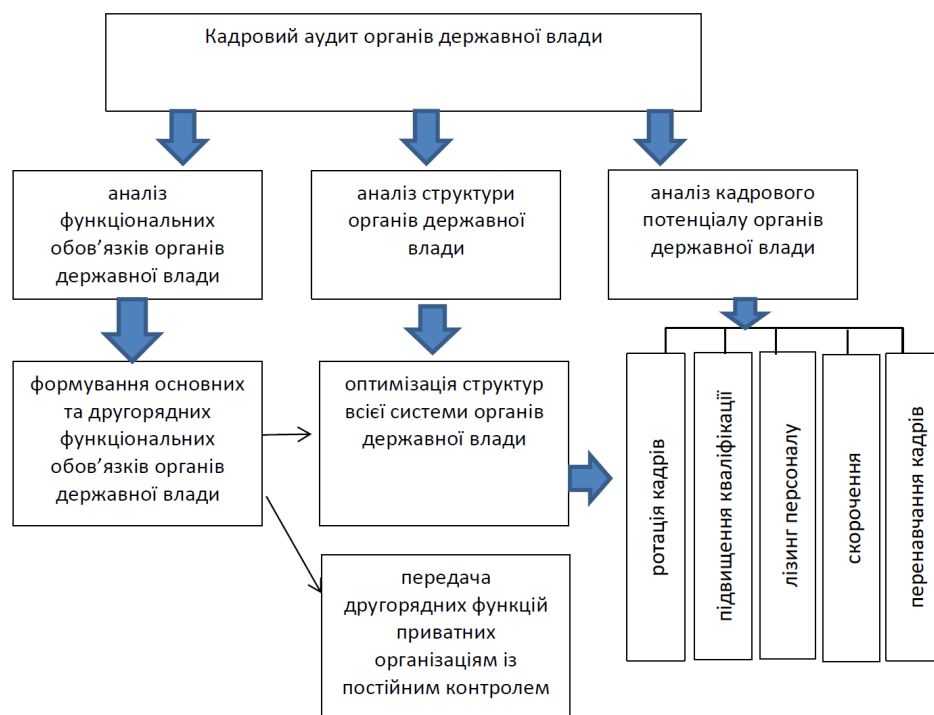 Кадровий аудит органів державної влади
аналіз
функціональних
обов’язків органів
державної влади
аналіз структури
органів державної
влади
аналіз кадрового
потенціалу органів
державної влади
формування основних
та другорядних
функціональних
обов’язків органів
державної влади
оптимізація структур
всієї системи органів
державної влади
передача
другорядних функцій
приватних
організаціям із
постійним контролем
ротація кадрів
підвищення кваліфікації
лізинг персоналу
скорочення
перенавчання кадрів